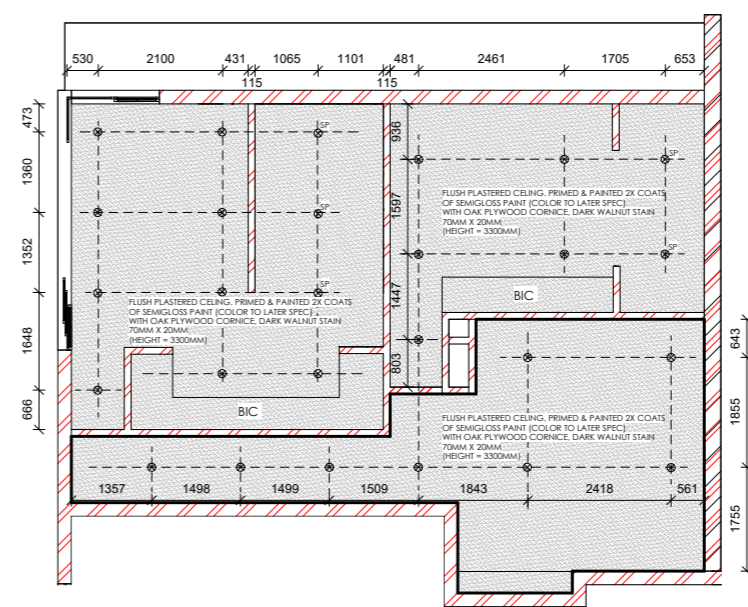 530 2100 431 1065 1101 481 2461 1705 653
115 115
473
1360
1352
1648
666
936
1597
1447
803
SP
SP
SP
SP
SP
FLUSH PLASTERED CELING. PRIMED & PAINTED 2X COATS
OF SEMIGLOSS PAINT (COLOR TO LATER SPEC)
WITH OAK PLYWOOD CORNICE, DARK WALNUT STAIN
70MM X 20MM
(HEIGHT = 3300MM)
BIC
FLUSH PLASTERED CELING. PRIMED & PAINTED 2X COATS
OF SEMIGLOSS PAINT (COLOR TO LATER SPEC)
WITH OAK PLYWOOD CORNICE, DARK WALNUT STAIN
70MM X 20MM
(HEIGHT = 3300MM)
BIC
643
1855
1755
FLUSH PLASTERED CELING. PRIMED & PAINTED 2X COATS
OF SEMIGLOSS PAINT (COLOR TO LATER SPEC)
WITH OAK PLYWOOD CORNICE, DARK WALNUT STAIN
70MM X 20MM
(HEIGHT = 3300MM)
1357 1498 1499 1509 1843 2418 561